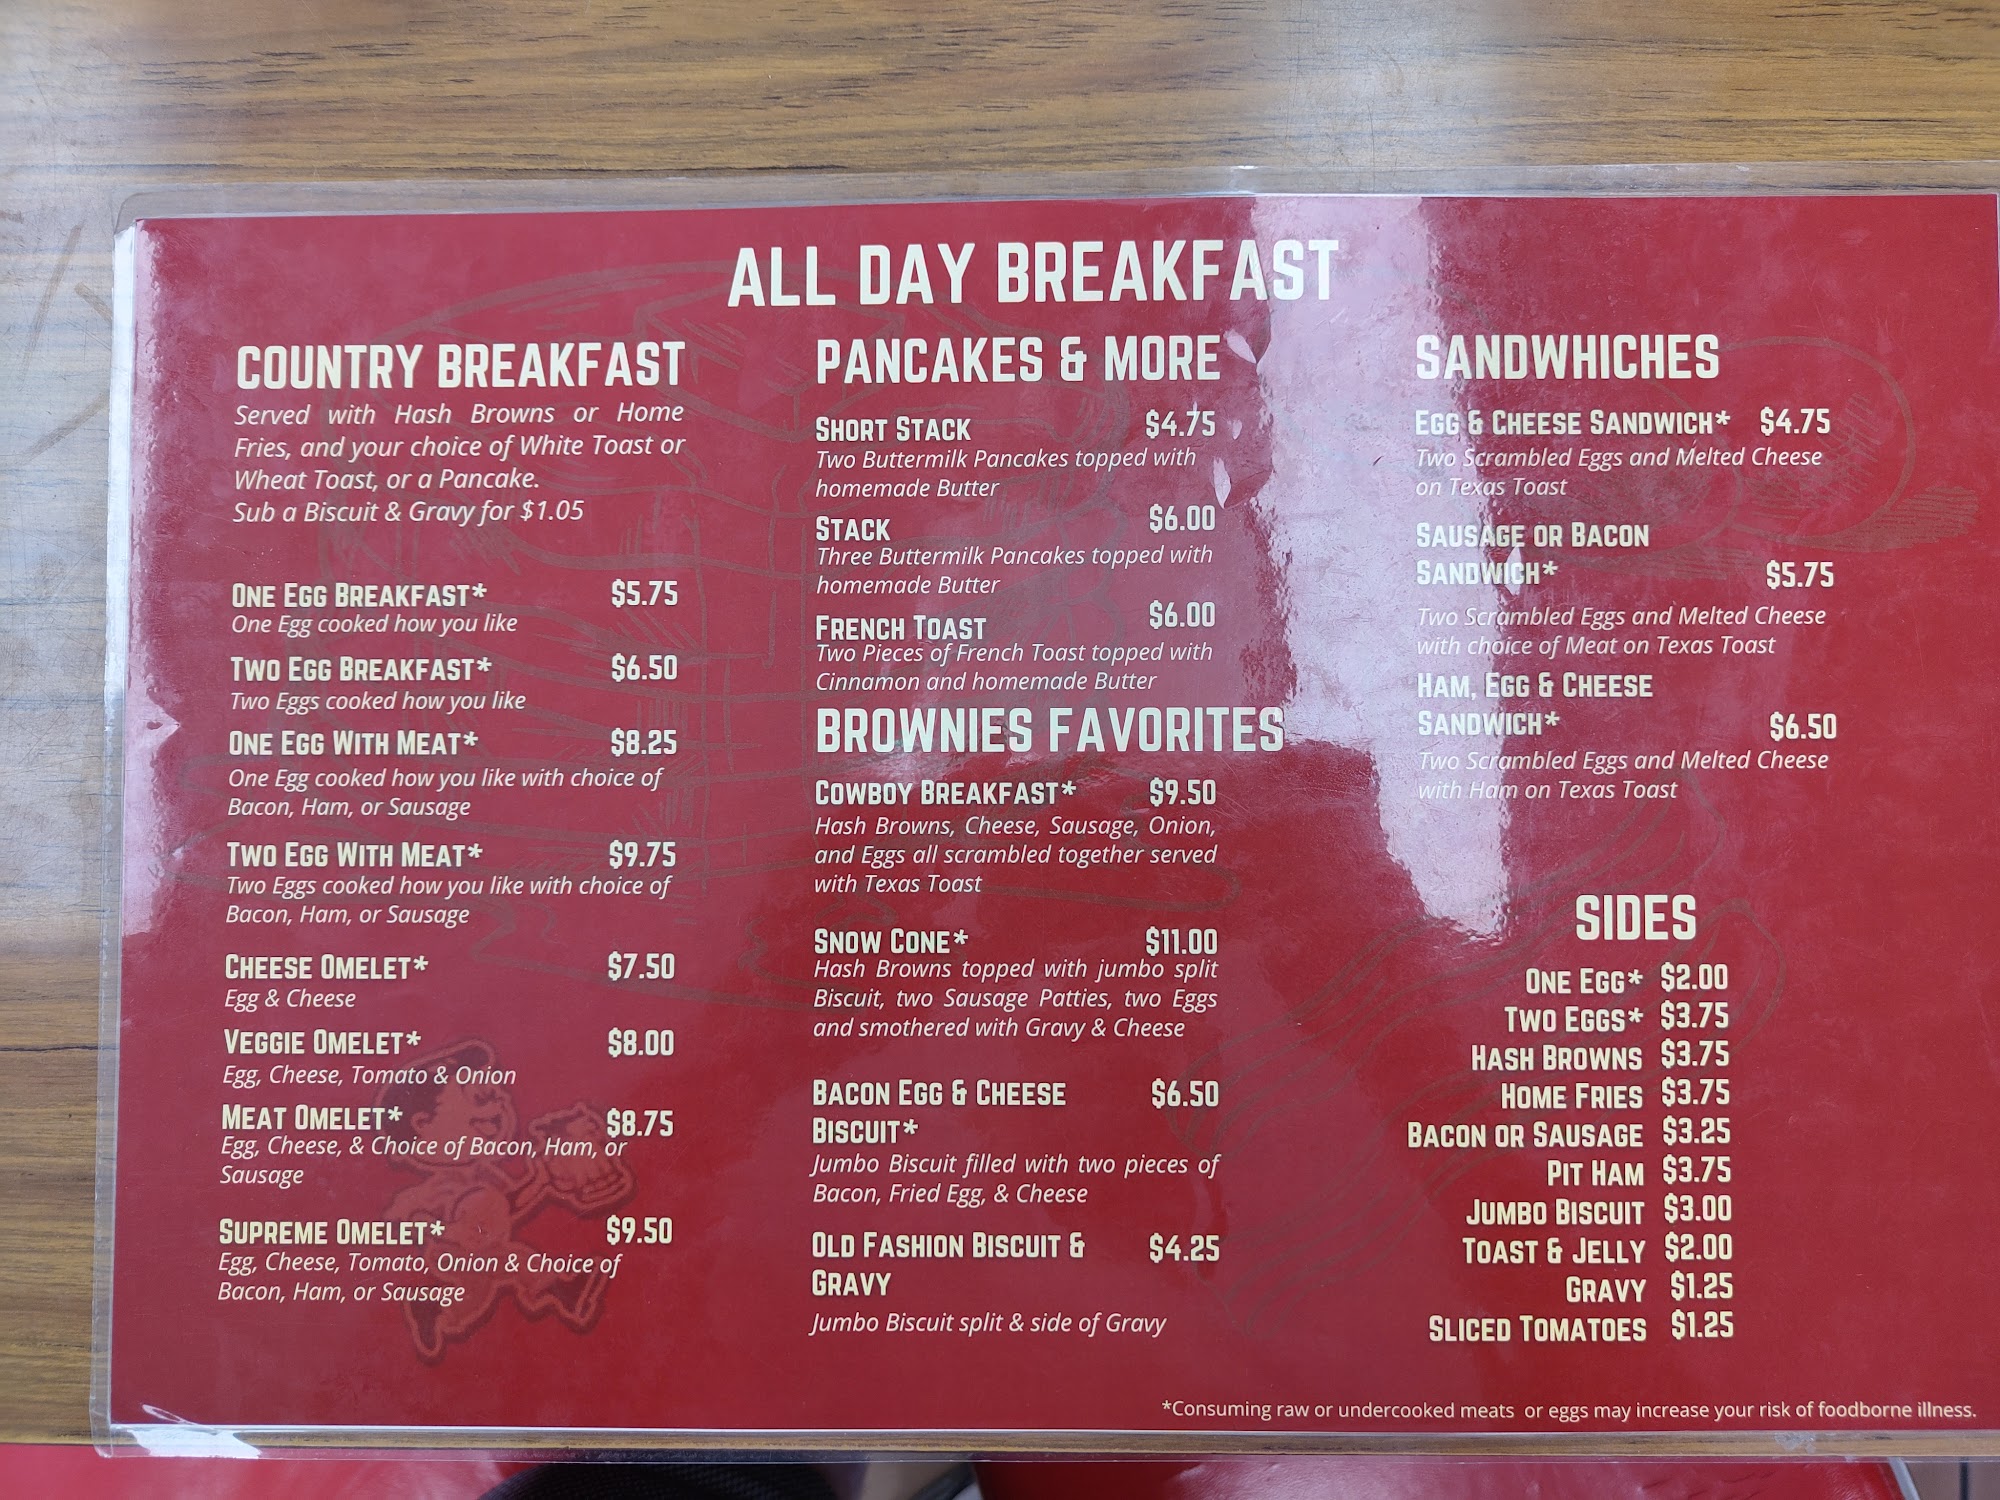 ALL DAY BREAKFAST
COUNTRY BREAKFAST
Served with Hash Browns or Home
Fries, and your choice of White Toast or
Wheat Toast, or a Pancake.
Sub a Biscuit & Gravy for $1.05
ONE EGG BREAKFAST* $5.75
One Egg cooked how you like
TWO EGG BREAKFAST* $6.50
Two Eggs cooked how you like
ONE EGG WITH MEAT* $8.25
One Egg cooked how you like with choice of
Bacon, Ham, or Sausage
TWO EGG WITH MEAT* $9.75
Two Eggs cooked how you like with choice of
Bacon, Ham, or Sausage
CHEESE OMELET* $7.50
Egg & Cheese
VEGGIE OMELET* $8.00
Egg, Cheese, Tomato & Onion
MEAT OMELET* $8.75
Egg, Cheese, & Choice of Bacon, Ham, or
Sausage
SUPREME OMELET* $9.50
Egg, Cheese, Tomato, Onion & Choice of
Bacon, Ham, or Sausage
PANCAKES & MORE
SHORT STACK $4.75
Two Buttermilk Pancakes topped with
homemade Butter
STACK $6.00
Three Buttermilk Pancakes topped with
homemade Butter
FRENCH TOAST $6.00
Two Pieces of French Toast topped with
Cinnamon and homemade Butter
BROWNIES FAVORITES
COWBOY BREAKFAST* $9.50
Hash Browns, Cheese, Sausage, Onion,
and Eggs all scrambled together served
with Texas Toast
SNOW CONE* $11.00
Hash Browns topped with jumbo split
Biscuit, two Sausage Patties, two Eggs
and smothered with Gravy & Cheese
BACON EGG & CHEESE $6.50
BISCUIT*
Jumbo Biscuit filled with two pieces of
Bacon, Fried Egg, & Cheese
OLD FASHION BISCUIT & $4.25
GRAVY
Jumbo Biscuit split & side of Gravy
SANDWHICHES
EGG & CHEESE SANDWICH* $4.75
Two Scrambled Eggs and Melted Cheese
on Texas Toast
SAUSAGE OR BACON
SANDWICH* $5.75
Two Scrambled Eggs and Melted Cheese
with choice of Meat on Texas Toast
HAM, EGG & CHEESE
SANDWICH* $6.50
Two Scrambled Eggs and Melted Cheese
with Ham on Texas Toast
SIDES
ONE EGG* $2.00
TWO EGGS* $3.75
HASH BROWNS $3.75
HOME FRIES $3.75
BACON OR SAUSAGE $3.25
PIT HAM $3.75
JUMBO BISCUIT $3.00
TOAST & JELLY $2.00
GRAVY $1.25
SLICED TOMATOES $1.25
*Consuming raw or undercooked meats or eggs may increase your risk of foodborne illness.